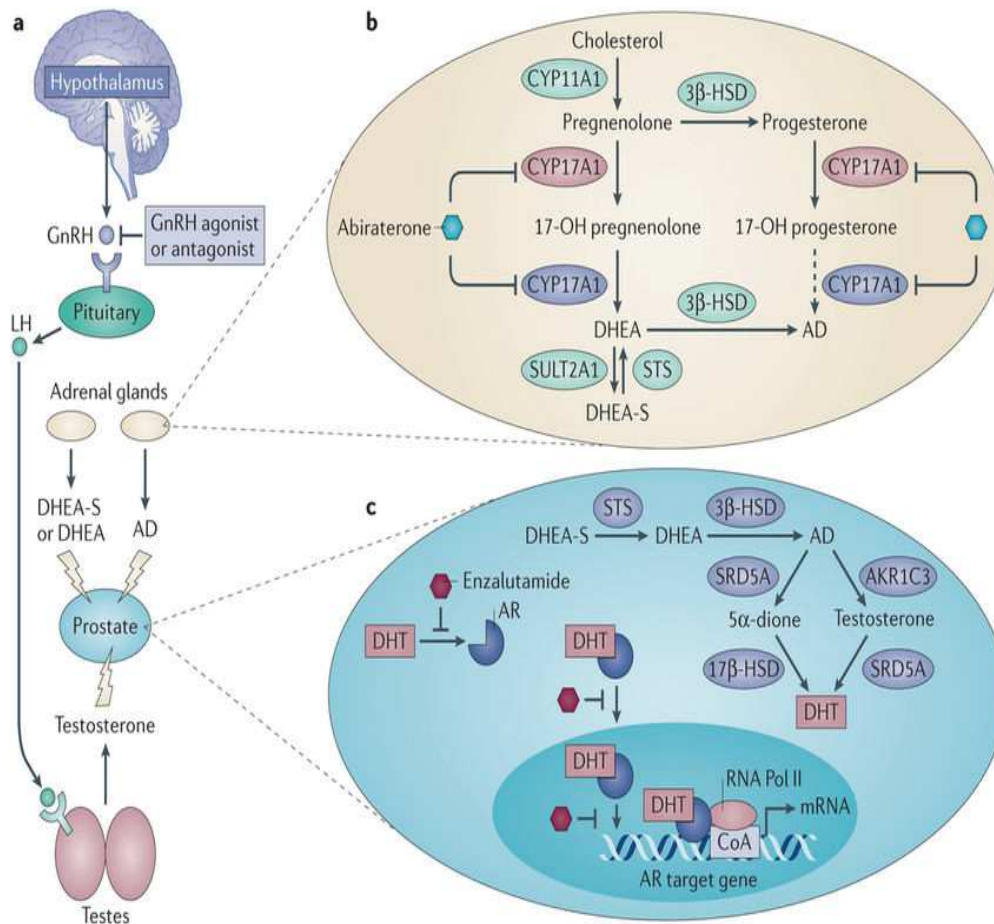 a
Hypothalamus
GnRH
GnRH agonist
or antagonist
Pituitary
LH
Adrenal glands
DHEA-S
or DHEA
AD
Prostate
Testosterone
Testes
b
Cholesterol
CYP11A1
3β-HSD
Pregnenolone
Progesterone
CYP17A1
CYP17A1
Abiraterone
17-OH pregnenolone
17-OH progesterone
CYP17A1
CYP17A1
3β-HSD
DHEA
AD
SULT2A1
STS
DHEA-S
c
STS
3β-HSD
DHEA-S
DHEA
AD
Enzalutamide
SRD5A
AKR1C3
AR
DHT
5α-dione
Testosterone
DHT
17β-HSD
SRD5A
DHT
DHT
RNA Pol II
DHT
mRNA
CoA
AR target gene